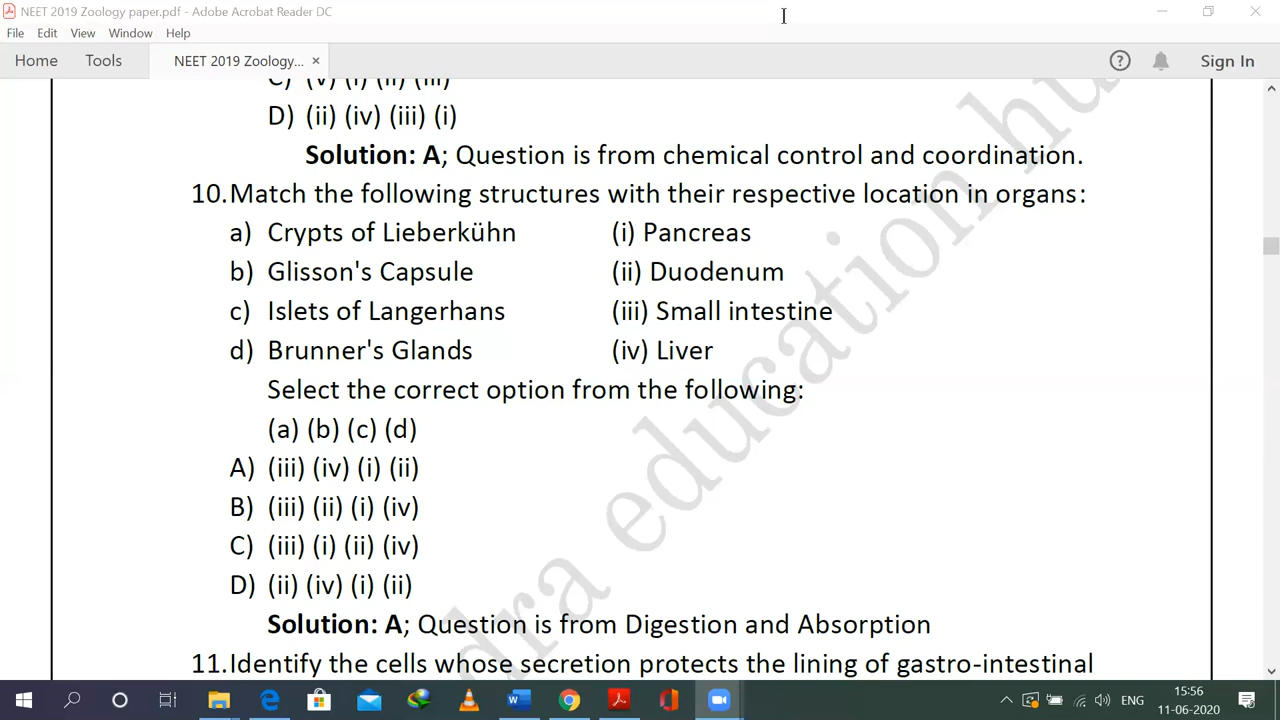 NEET 2019 Zoology paper.pdf - Adobe Acrobat Reader DC
File Edit View Window Help
Home Tools NEET 2019 Zoology... × Sign In
C) (v) (i) (ii) (iii)
D) (ii) (iv) (iii) (i)
Solution: A; Question is from chemical control and coordination.
10.Match the following structures with their respective location in organs:
a) Crypts of Lieberkühn (i) Pancreas
b) Glisson's Capsule (ii) Duodenum
c) Islets of Langerhans (iii) Small intestine
d) Brunner's Glands (iv) Liver
Select the correct option from the following:
(a) (b) (c) (d)
A) (iii) (iv) (i) (ii)
B) (iii) (ii) (i) (iv)
C) (iii) (i) (ii) (iv)
D) (ii) (iv) (i) (ii)
Solution: A; Question is from Digestion and Absorption
11.Identify the cells whose secretion protects the lining of gastro-intestinal
education
ENG
15:56
11-06-2020